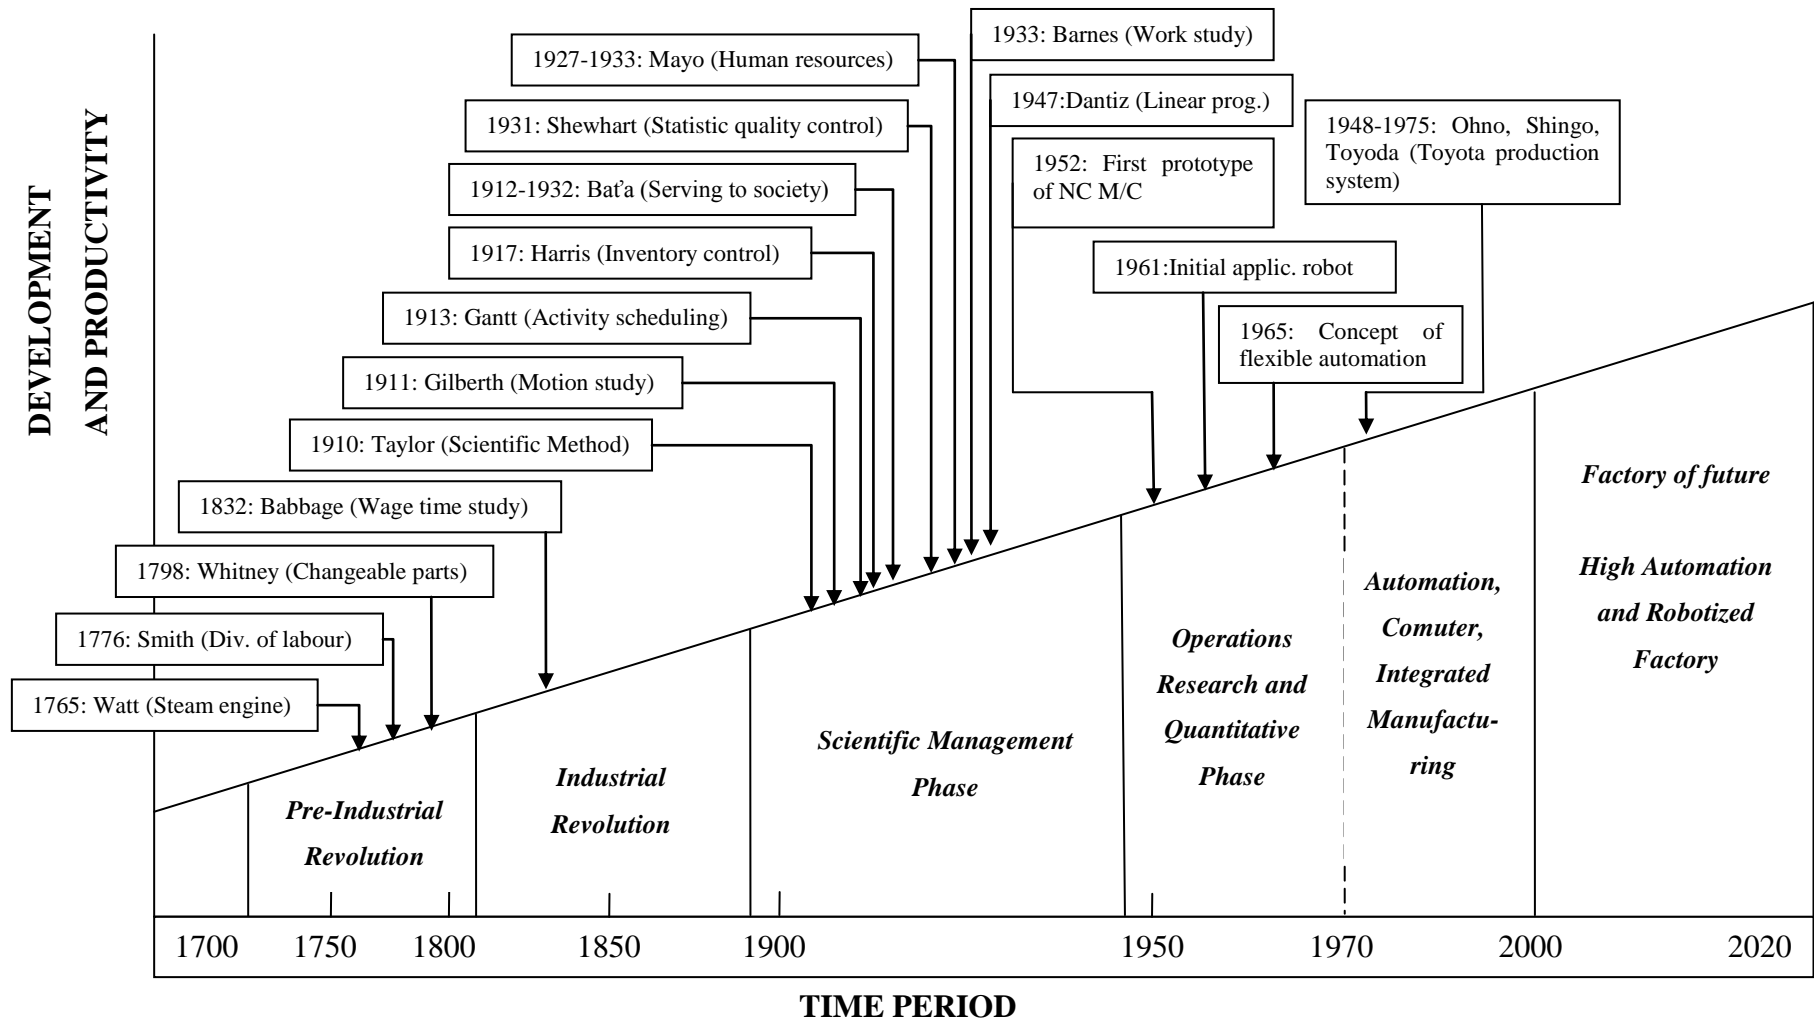 DEVELOPMENT
AND PRODUCTIVITY
1933: Barnes (Work study)
1927-1933: Mayo (Human resources)
1947:Dantiz (Linear prog.)
1931: Shewhart (Statistic quality control)
1948-1975: Ohno, Shingo,
Toyoda (Toyota production
system)
1952: First prototype
of NC M/C
1912-1932: Baťa (Serving to society)
1917: Harris (Inventory control)
1961:Initial applic. robot
1913: Gantt (Activity scheduling)
1965: Concept of
flexible automation
1911: Gilberth (Motion study)
1910: Taylor (Scientific Method)
1832: Babbage (Wage time study)
1798: Whitney (Changeable parts)
1776: Smith (Div. of labour)
1765: Watt (Steam engine)
Pre-Industrial
Revolution
Industrial
Revolution
Scientific Management
Phase
Operations
Research and
Quantitative
Phase
Automation,
Comuter,
Integrated
Manufactu-
ring
Factory of future
High Automation
and Robotized
Factory
1700 1750 1800 1850 1900 1950 1970 2000 2020
TIME PERIOD